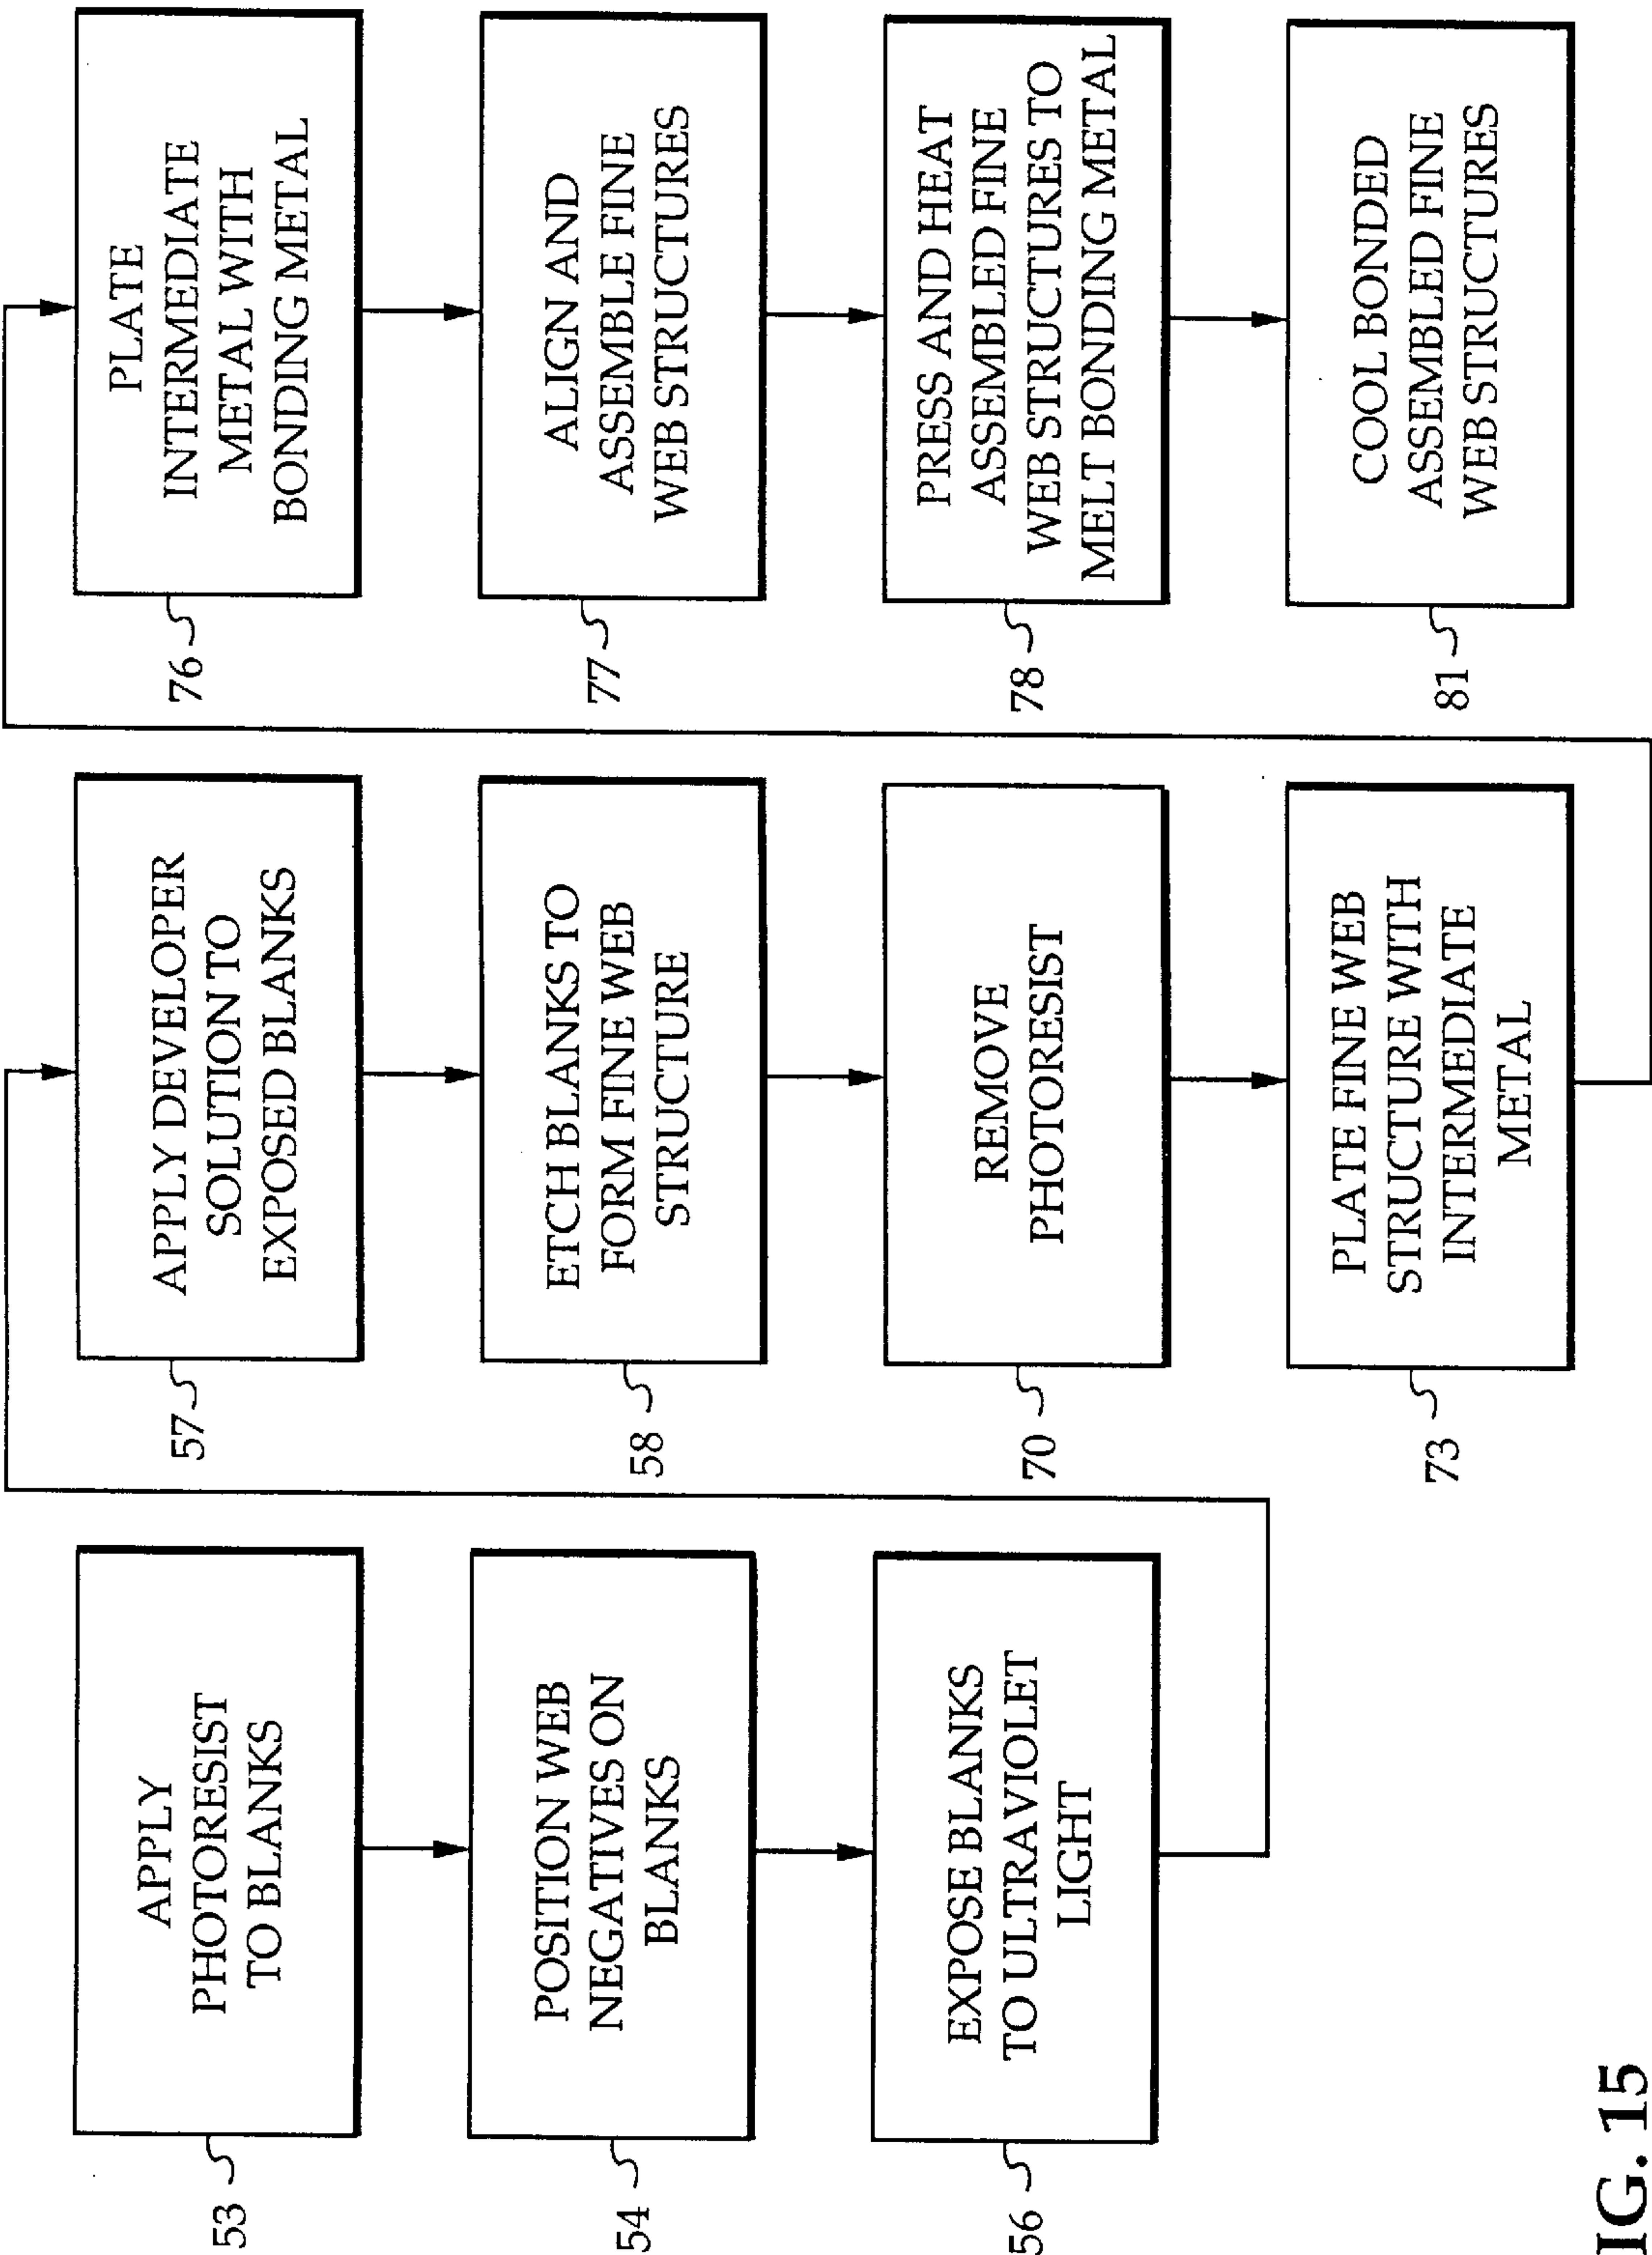 53
APPLY
PHOTORESIST
TO BLANKS
54
POSITION WEB
NEGATIVES ON
BLANKS
56
EXPOSE BLANKS
TO ULTRAVIOLET
LIGHT
57
APPLY DEVELOPER
SOLUTION TO
EXPOSED BLANKS
58
ETCH BLANKS TO
FORM FINE WEB
STRUCTURE
70
REMOVE
PHOTORESIST
73
PLATE FINE WEB
STRUCTURE WITH
INTERMEDIATE
METAL
76
PLATE
INTERMEDIATE
METAL WITH
BONDING METAL
77
ALIGN AND
ASSEMBLE FINE
WEB STRUCTURES
78
PRESS AND HEAT
ASSEMBLED FINE
WEB STRUCTURES TO
MELT BONDING METAL
81
COOL BONDED
ASSEMBLED FINE
WEB STRUCTURES
IG. 15